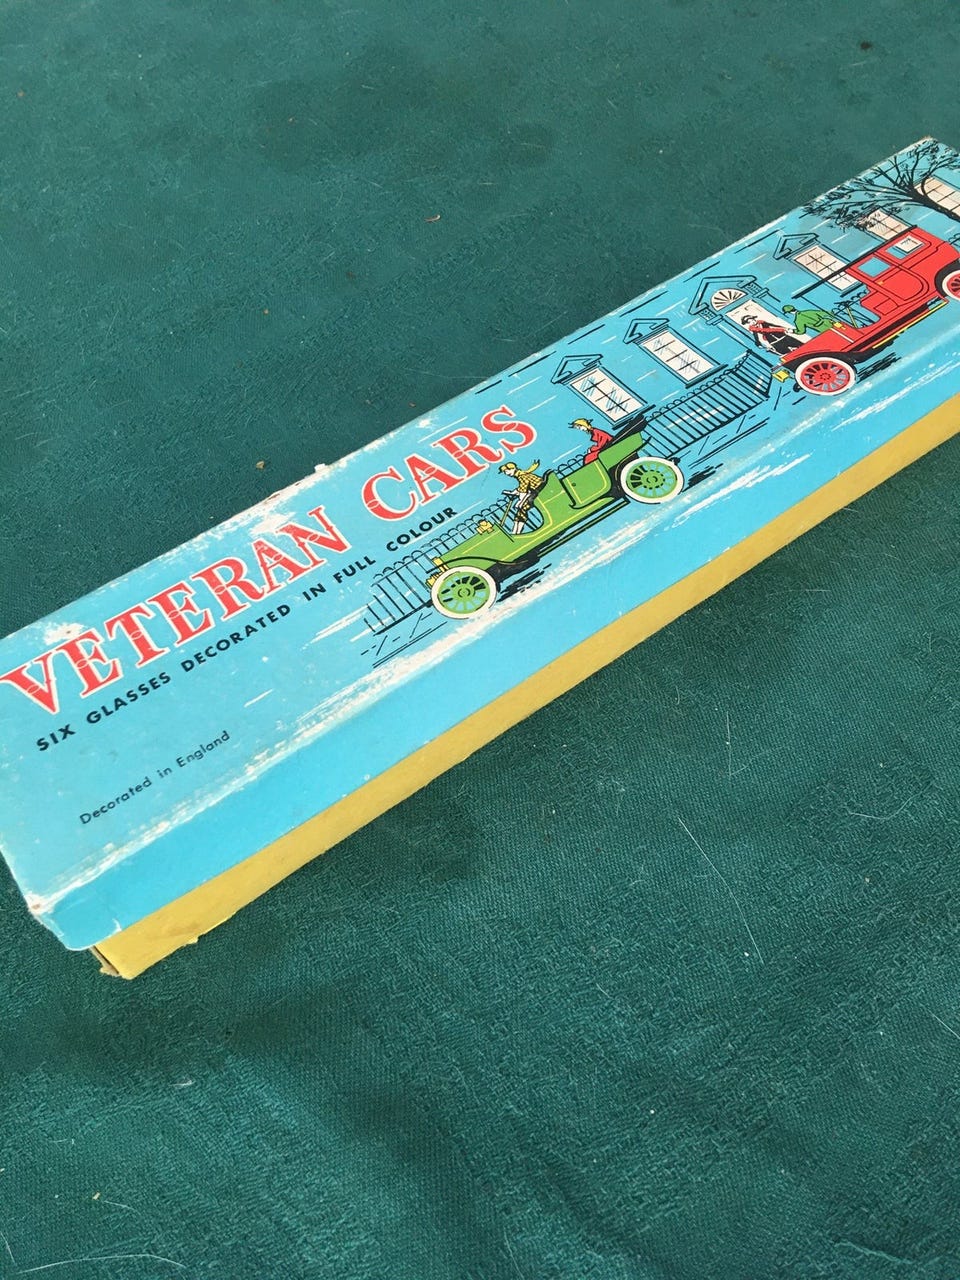 VETERAN CARS
SIX GLASSES DECORATED IN FULL COLOUR
Decorated in England